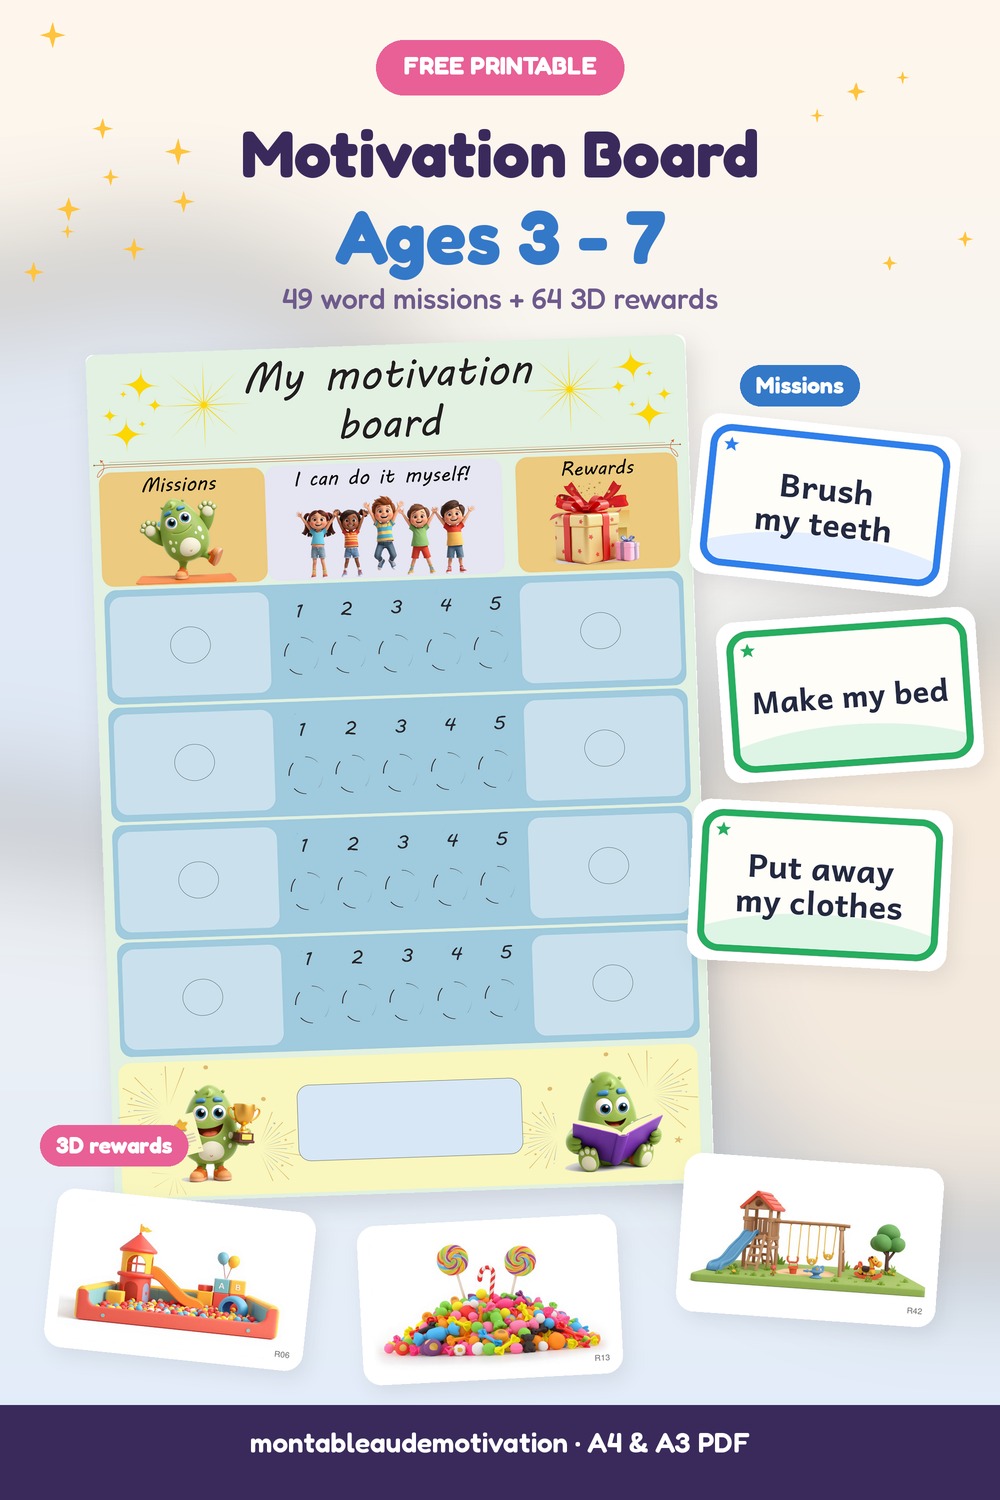 FREE PRINTABLE
Motivation Board
Ages 3 - 7
49 word missions + 64 3D rewards
My motivation
board
Missions
I can do it myself!
Rewards
1 2 3 4 5
1 2 3 4 5
1 2 3 4 5
1 2 3 4 5
Missions
Brush
my teeth
Make my bed
Put away
my clothes
3D rewards
A B
R06
R13
R42
montableaudemotivation · A4 & A3 PDF